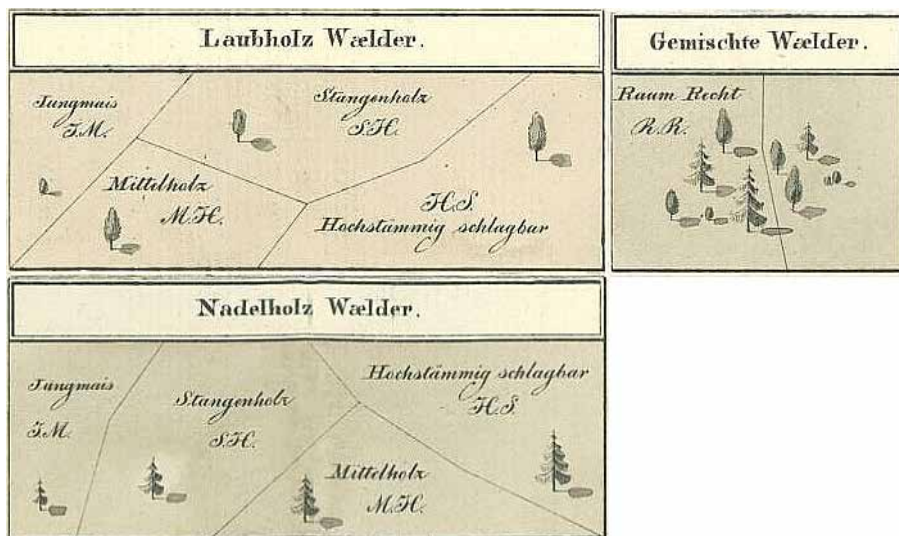 Laubholz Wælder.
Jungmais
J.M.
Stangenholz
S.H.
Mittelholz
M.H.
H.S.
Hochstämmig schlagbar
Gemischte Wælder.
Raum Recht
R.R.
Nadelholz Wælder.
Jungmais
J.M.
Stangenholz
S.H.
Hochstämmig schlagbar
H.S.
Mittelholz
M.H.